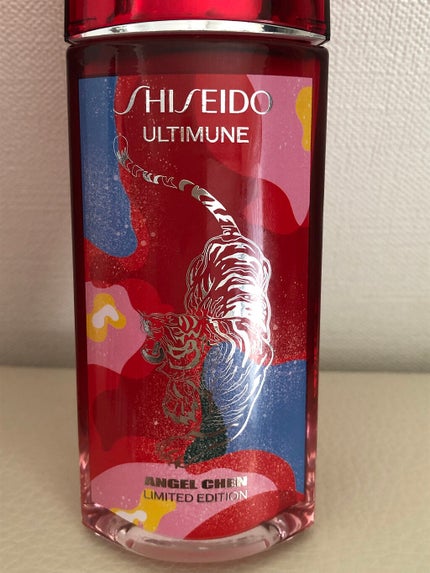 SHISEIDO
ULTIMUNE
ANGEL CHEN
LIMITED EDITION